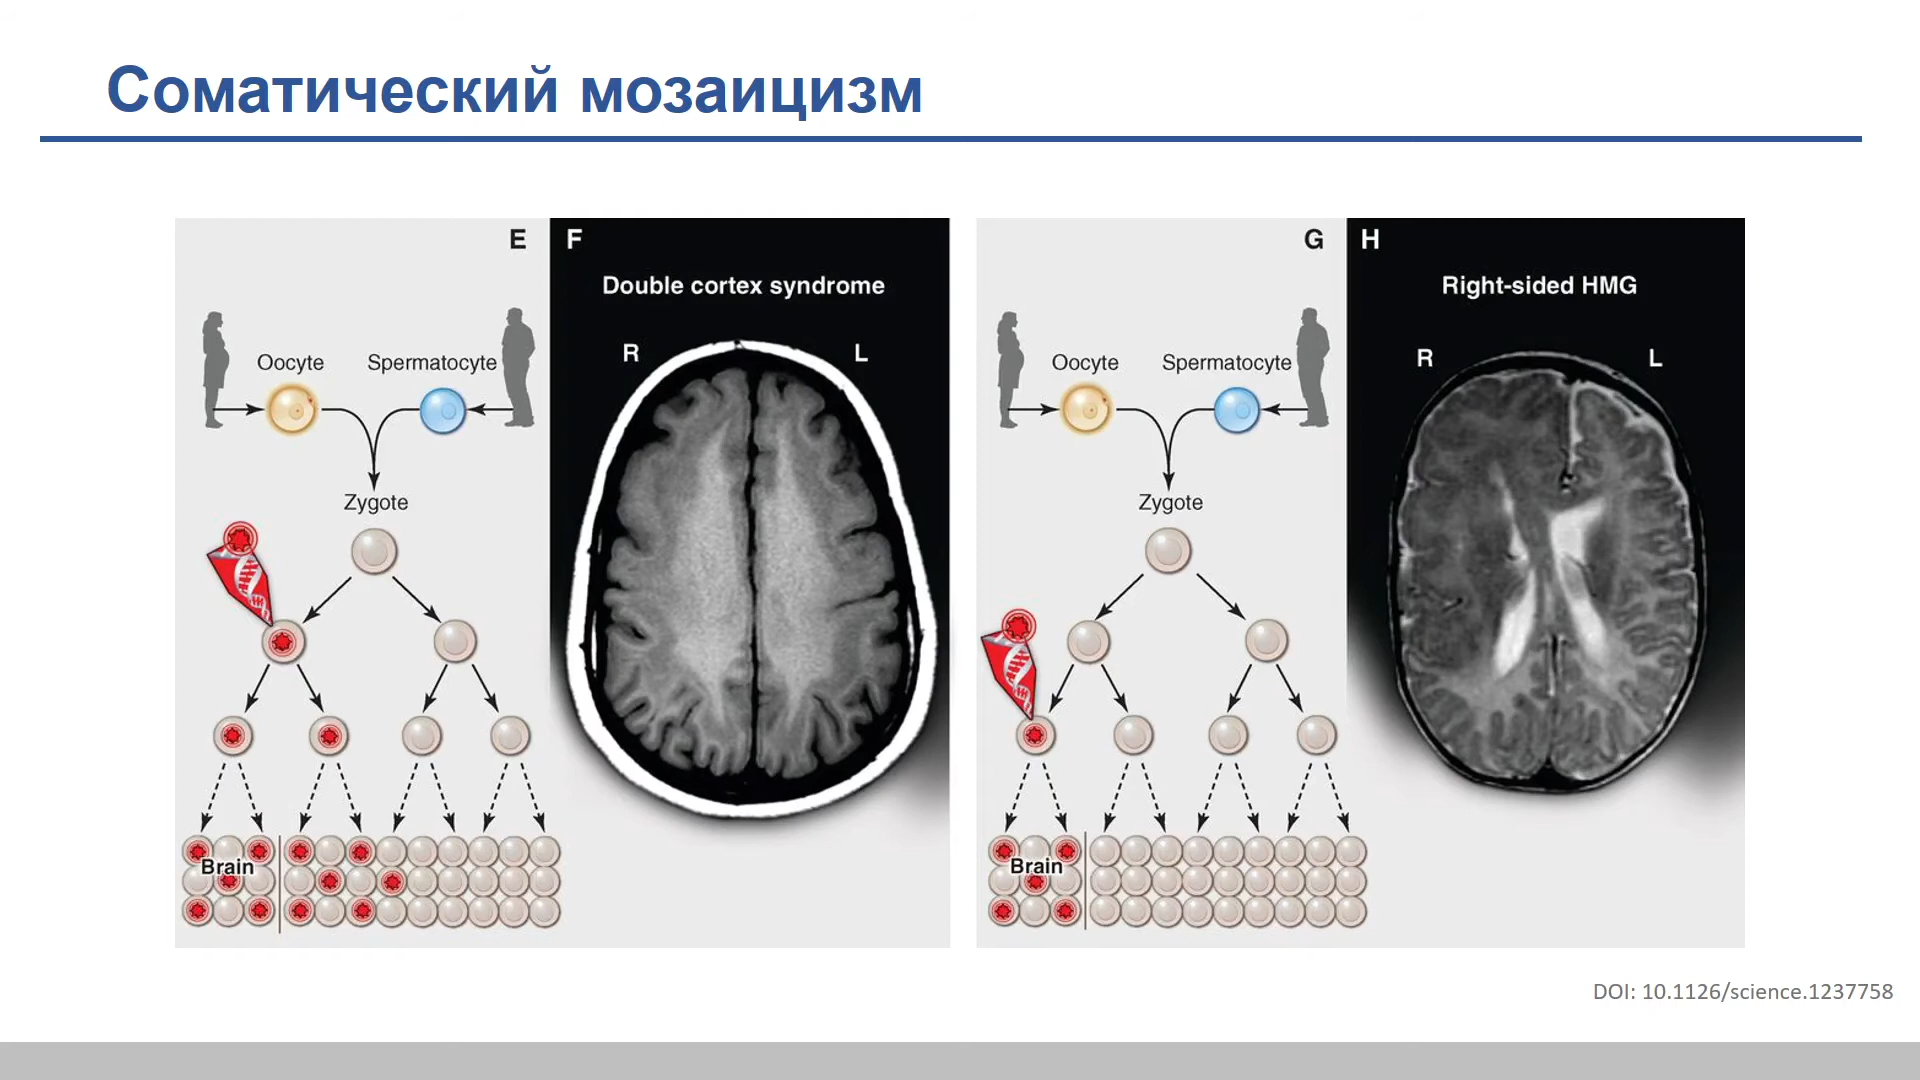 Соматический мозаицизм
E
F
Double cortex syndrome
R
L
Oocyte
Spermatocyte
Zygote
Brain
G
H
Right-sided HMG
R
L
Oocyte
Spermatocyte
Zygote
Brain
DOI: 10.1126/science.1237758